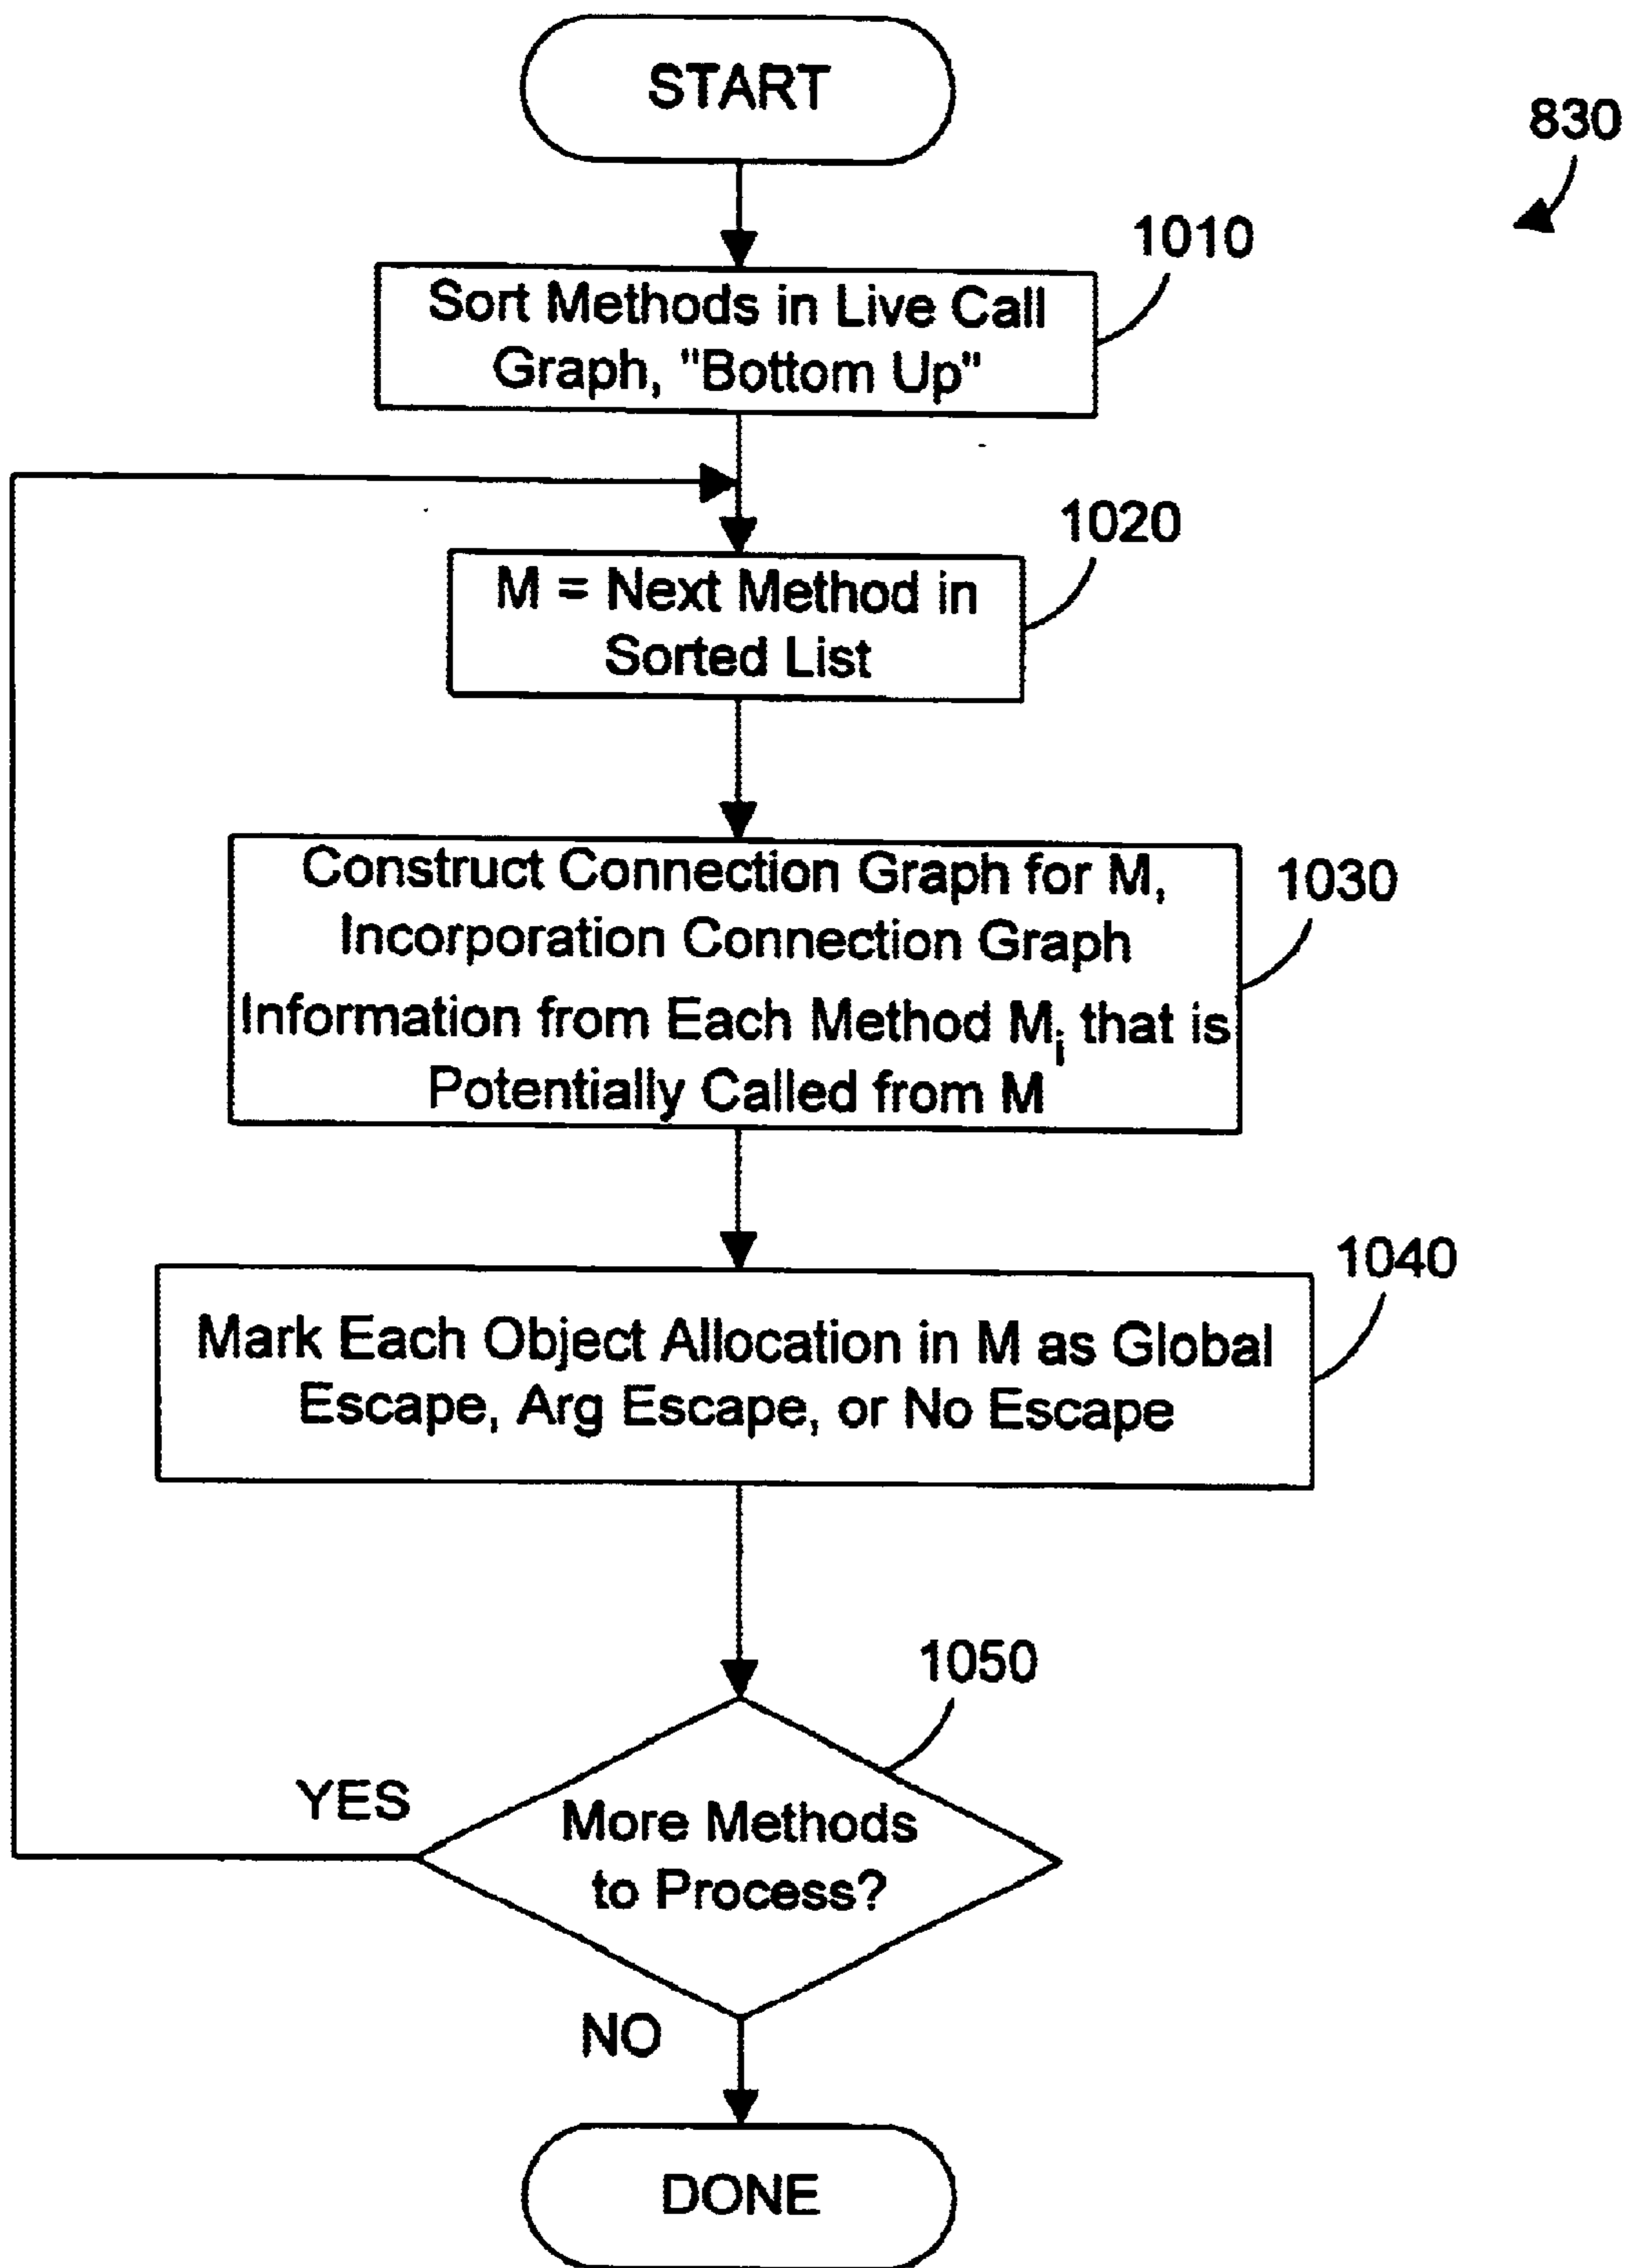 START
830
1010
Sort Methods in Live Call
Graph, "Bottom Up"
1020
M = Next Method in
Sorted List
Construct Connection Graph for M,
1030
Incorporation Connection Graph
Information from Each Method Mi that is
Potentially Called from M
1040
Mark Each Object Allocation in M as Global
Escape, Arg Escape, or No Escape
1050
YES
More Methods
to Process?
NO
DONE